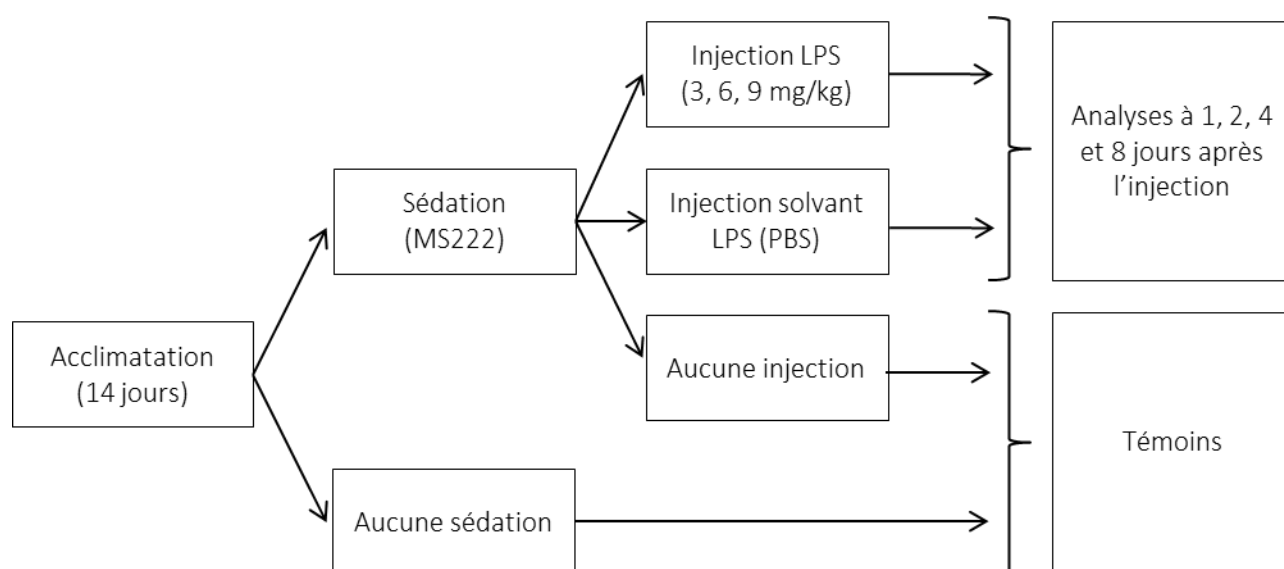 Injection LPS
(3, 6, 9 mg/kg)
Analyses à 1, 2, 4
et 8 jours après
l’injection
Sédation
(MS222)
Injection solvant
LPS (PBS)
Acclimatation
(14 jours)
Aucune injection
Témoins
Aucune sédation